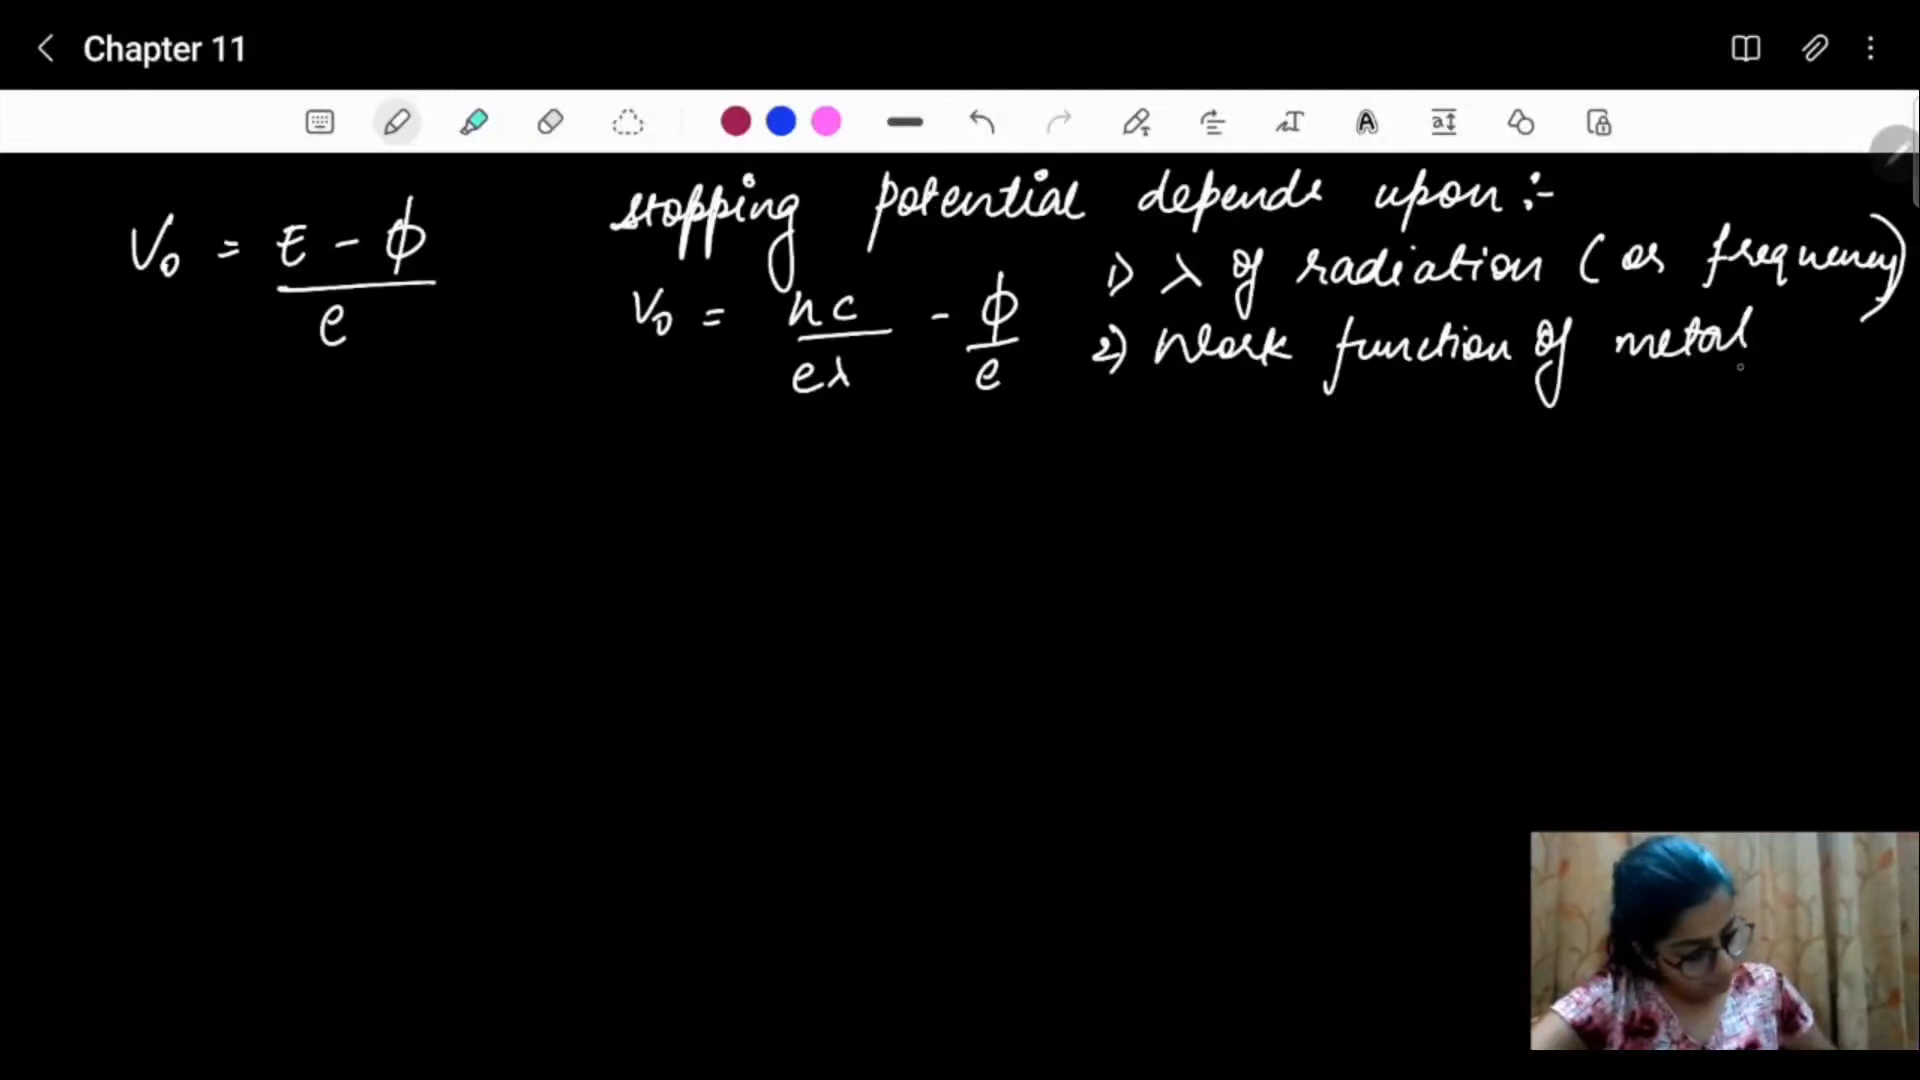 Chapter 11
V₀ = E - ϕ / e
stopping potential depends upon :-
V₀ = hc / eλ - ϕ / e
1) λ of radiation (or frequency)
2) Work function of metal